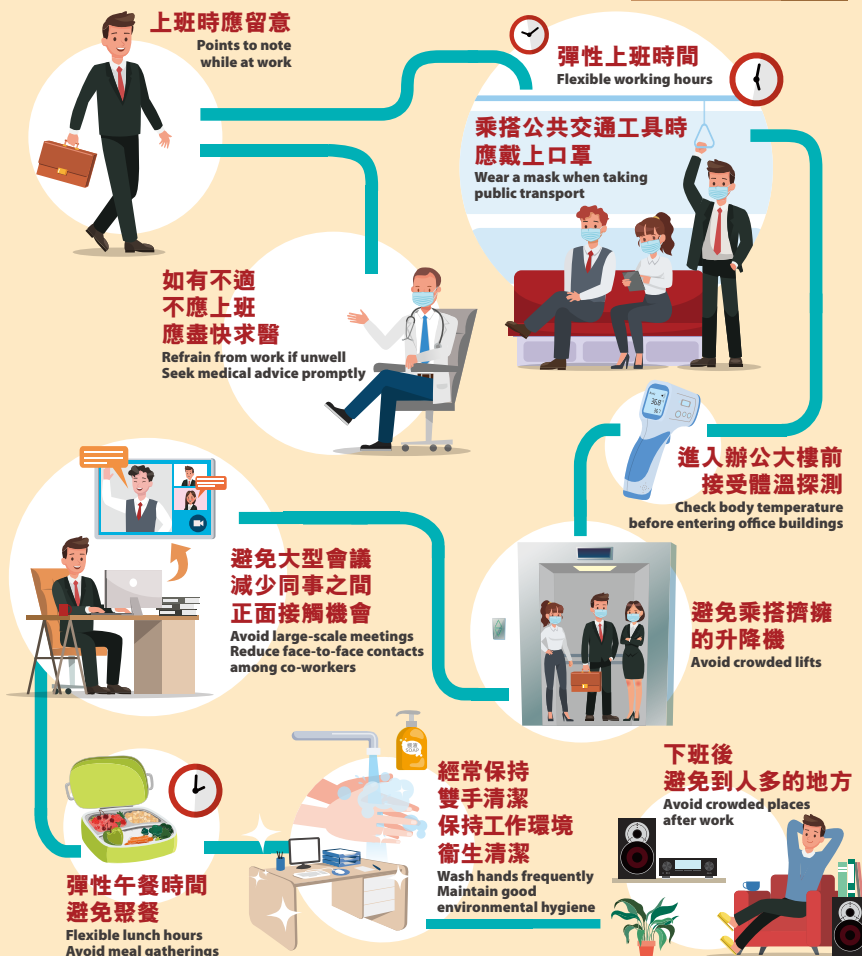 上班時應留意
Points to note
while at work
彈性上班時間
Flexible working hours
乘搭公共交通工具時
應戴上口罩
Wear a mask when taking
public transport
如有不適
不應上班
應盡快求醫
Refrain from work if unwell
Seek medical advice promptly
進入辦公大樓前
接受體溫探測
Check body temperature
before entering office buildings
避免乘搭擠擁
的升降機
Avoid crowded lifts
避免大型會議
減少同事之間
正面接觸機會
Avoid large-scale meetings
Reduce face-to-face contacts
among co-workers
彈性午餐時間
避免聚餐
Flexible lunch hours
Avoid meal gatherings
SOAP
經常保持
雙手清潔
保持工作環境
衞生清潔
Wash hands frequently
Maintain good
environmental hygiene
下班後
避免到人多的地方
Avoid crowded places
after work